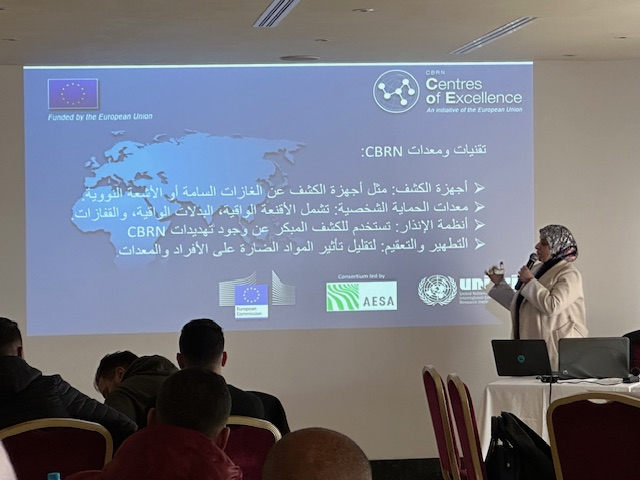 Funded by the European Union
CBRN
Centres
of Excellence
An initiative of the European Union
تقنيات ومعدات CBRN:
➤ أجهزة الكشف: مثل أجهزة الكشف عن الغازات السامة أو الأشعة النووية.
➤ معدات الحماية الشخصية: تشمل الأقنعة الواقية، البدلات الواقية، والقفازات.
➤ أنظمة الإنذار: تستخدم للكشف المبكر عن وجود تهديدات CBRN
➤ التطهير والتعقيم: لتقليل تأثير المواد الضارة على الأفراد والمعدات.
European
Commission
Consortium led by
AESA
United Nations